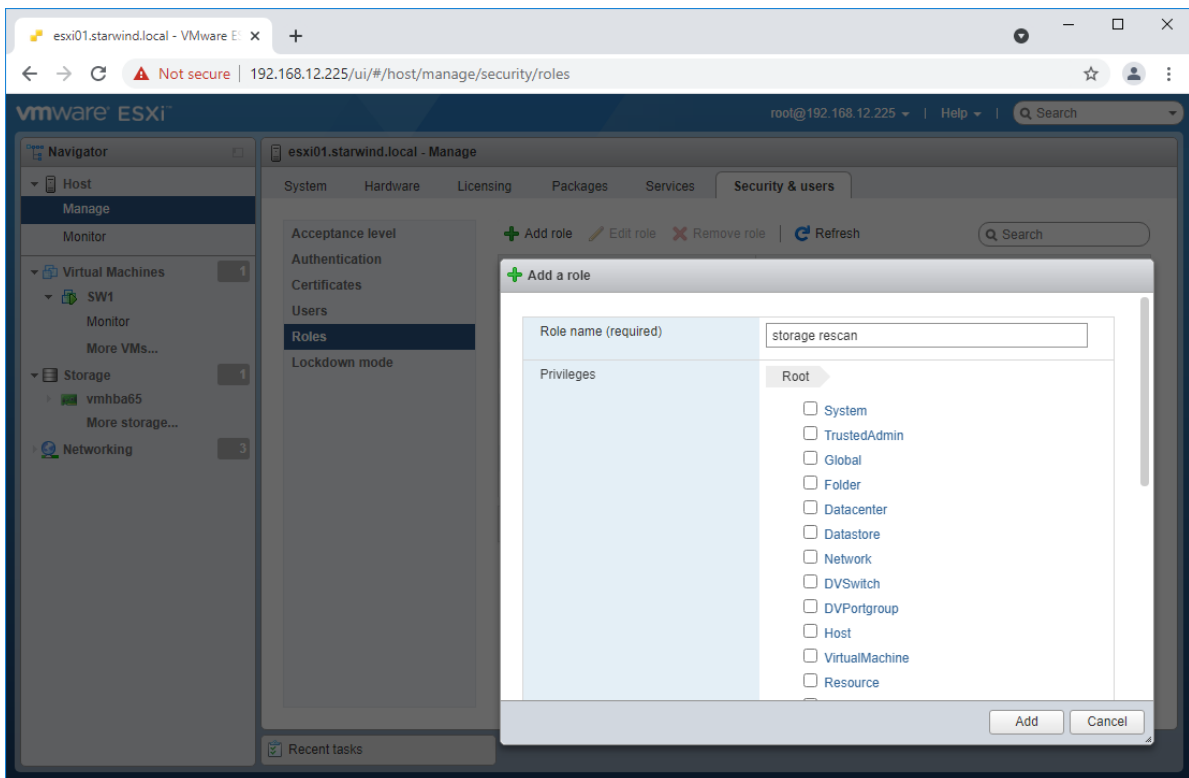 esxi01.starwind.local - VMware ES
Not secure | 192.168.12.225/ui/#/host/manage/security/roles
vmware ESXi™
root@192.168.12.225 | Help | Search
Navigator
esxi01.starwind.local - Manage
Host
Manage
Monitor
Virtual Machines 1
SW1
Monitor
More VMs...
Storage 1
vmhba65
More storage...
Networking 3
System Hardware Licensing Packages Services Security & users
Acceptance level
Authentication
Certificates
Users
Roles
Lockdown mode
Add role Edit role Remove role | Refresh Search
Add a role
Role name (required) storage rescan
Privileges Root
System
TrustedAdmin
Global
Folder
Datacenter
Datastore
Network
DVSwitch
DVPortgroup
Host
VirtualMachine
Resource
Add Cancel
Recent tasks